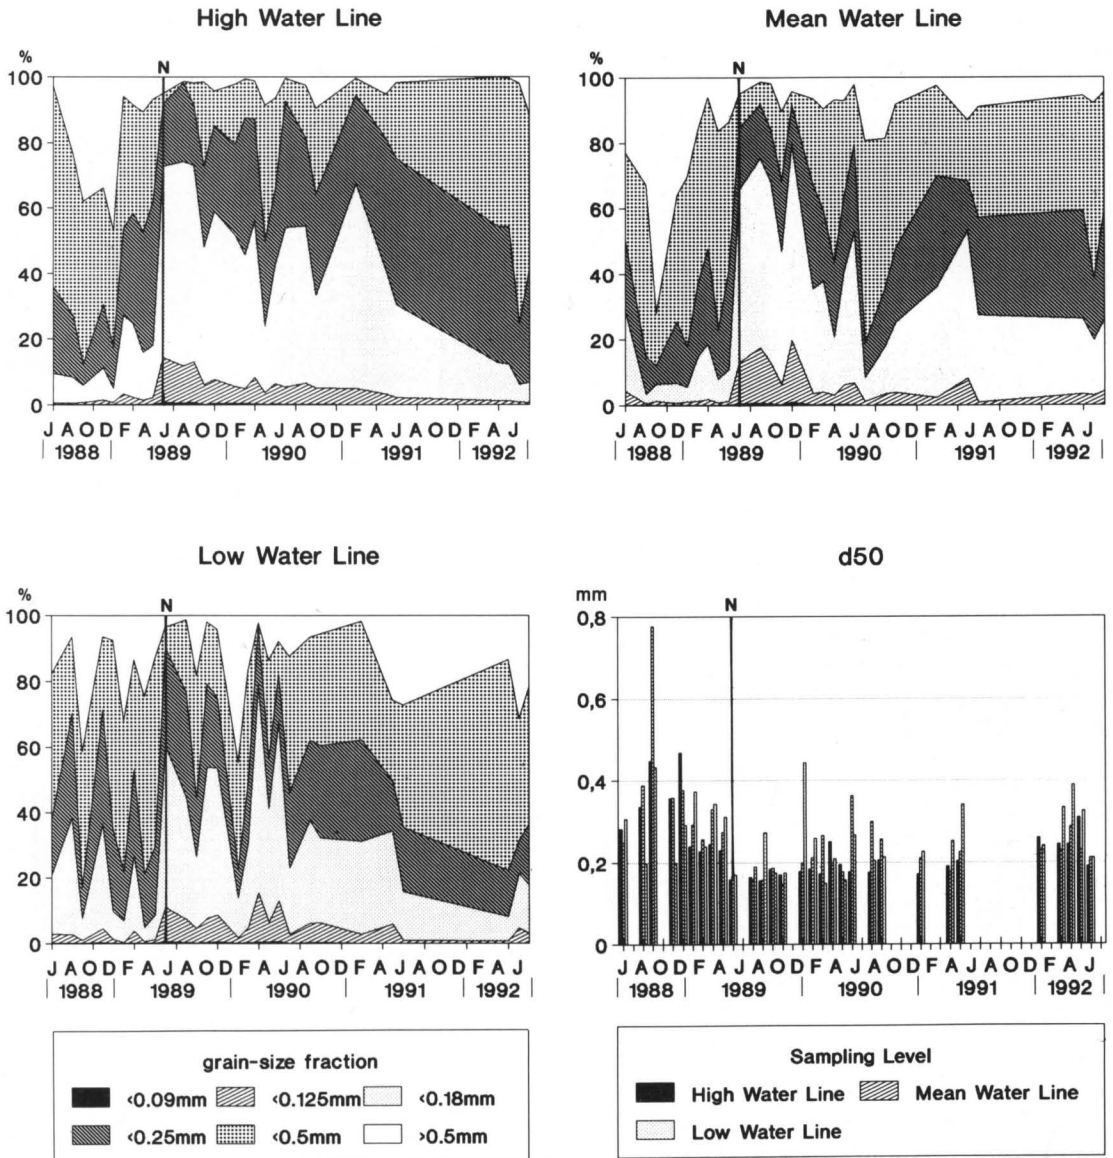 High Water Line
%
N
100
80
60
40
20
0
J A O D F A J A O D F A J A O D F A J A O D F A J
1988 1989 1990 1991 1992
Mean Water Line
%
N
100
80
60
40
20
0
J A O D F A J A O D F A J A O D F A J A O D F A J
1988 1989 1990 1991 1992
Low Water Line
%
N
100
80
60
40
20
0
J A O D F A J A O D F A J A O D F A J A O D F A J
1988 1989 1990 1991 1992
d50
mm
N
0,8
0,6
0,4
0,2
0
J A O D F A J A O D F A J A O D F A J A O D F A J
1988 1989 1990 1991 1992
grain-size fraction
<0.09mm <0.125mm <0.18mm
<0.25mm <0.5mm >0.5mm
Sampling Level
High Water Line Mean Water Line
Low Water Line